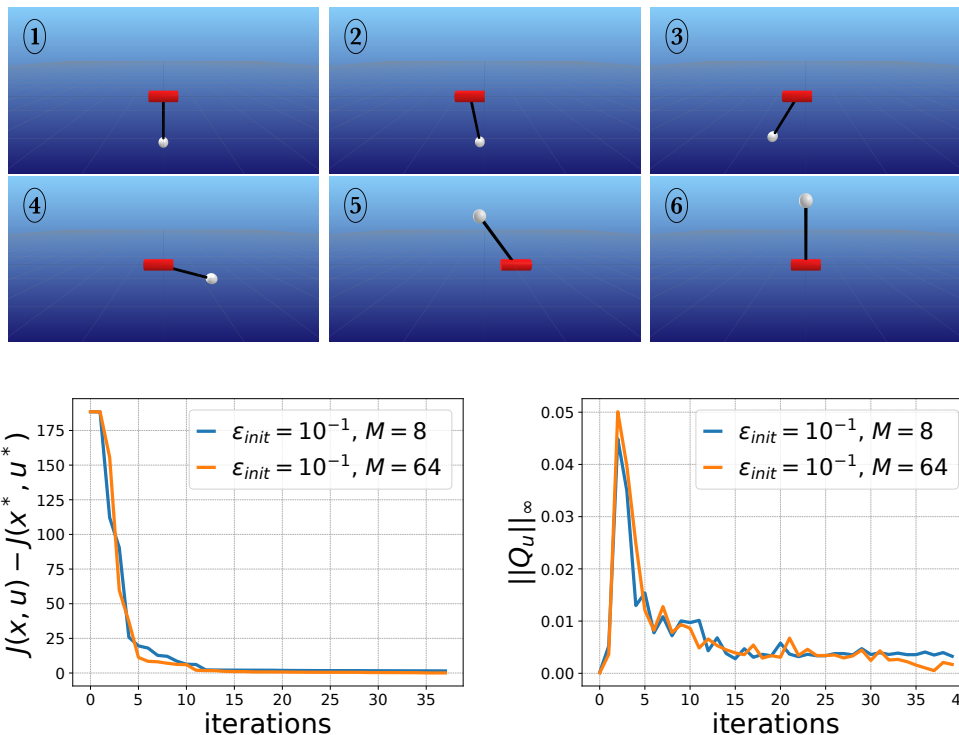 ①
②
③
④
⑤
⑥
J(x, u) − J(x*, u*)
175
150
125
100
75
50
25
0
ε_init = 10⁻¹, M = 8
ε_init = 10⁻¹, M = 64
0 5 10 15 20 25 30 35
iterations
||Q_u||_∞
0.05
0.04
0.03
0.02
0.01
0.00
ε_init = 10⁻¹, M = 8
ε_init = 10⁻¹, M = 64
0 5 10 15 20 25 30 35 4
iterations